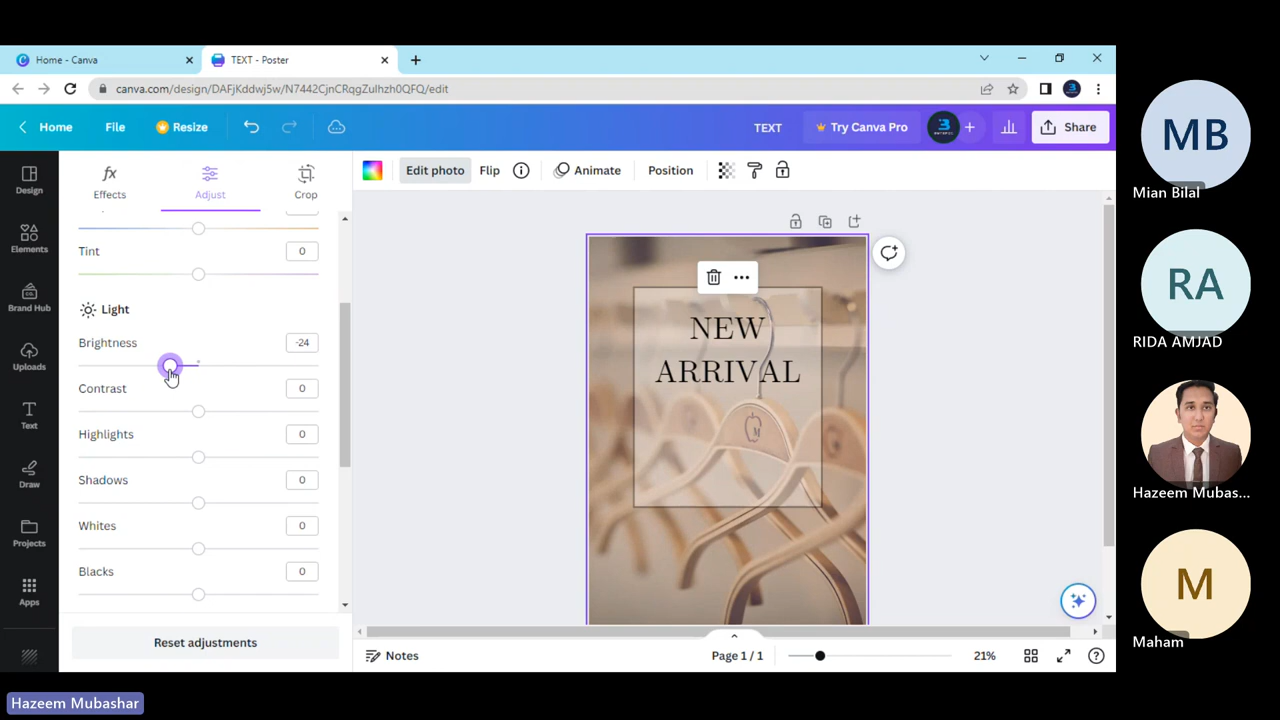 Home - Canva
TEXT - Poster
canva.com/design/DAFjKddwj5w/N7442CjnCRqgZuIhzh0QFQ/edit
Home
File
Resize
TEXT
Try Canva Pro
Share
Design
Elements
Brand Hub
Uploads
Text
Draw
Projects
Apps
Effects
Adjust
Crop
Tint
0
Light
Brightness
-24
Contrast
0
Highlights
0
Shadows
0
Whites
0
Blacks
0
Reset adjustments
Edit photo
Flip
Animate
Position
NEW
ARRIVAL
M
Notes
Page 1 / 1
21%
MB
Mian Bilal
RA
RIDA AMJAD
Hazeem Mubas...
M
Maham
Hazeem Mubashar